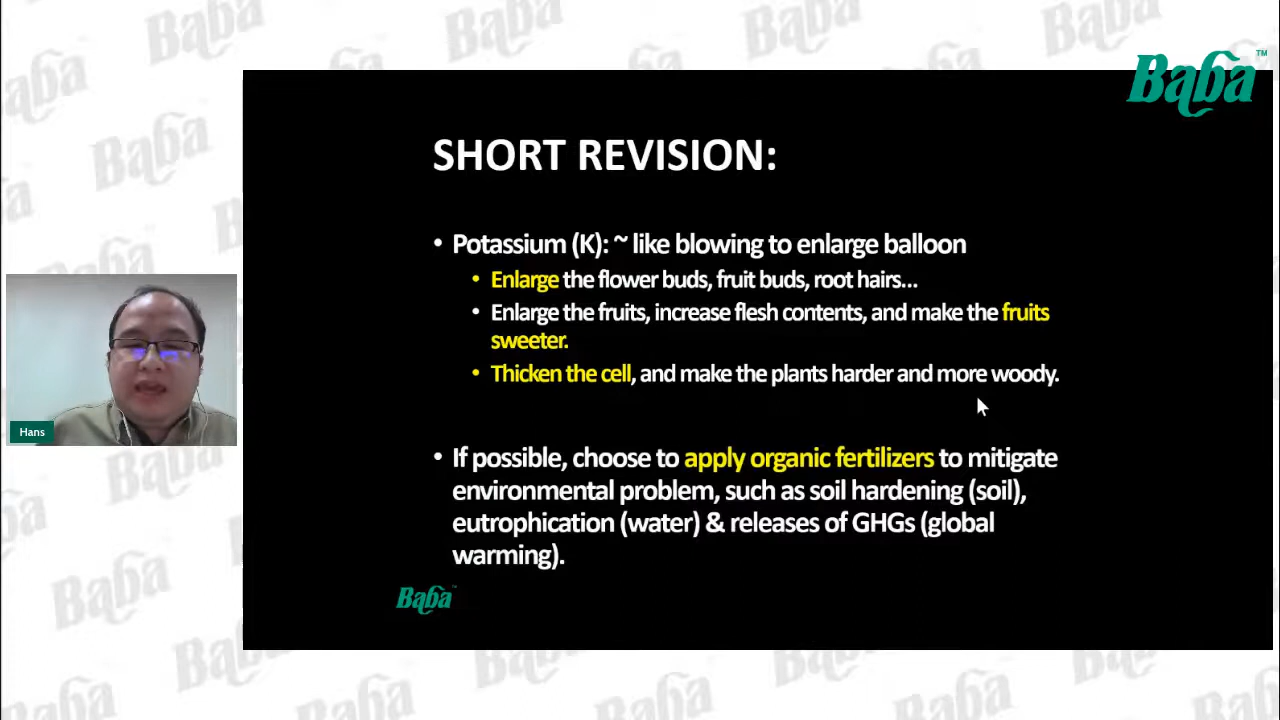 Baba™
SHORT REVISION:
• Potassium (K): ~ like blowing to enlarge balloon
• Enlarge the flower buds, fruit buds, root hairs...
• Enlarge the fruits, increase flesh contents, and make the fruits
sweeter.
• Thicken the cell, and make the plants harder and more woody.
• If possible, choose to apply organic fertilizers to mitigate
environmental problem, such as soil hardening (soil),
eutrophication (water) & releases of GHGs (global
warming).
Baba
Hans